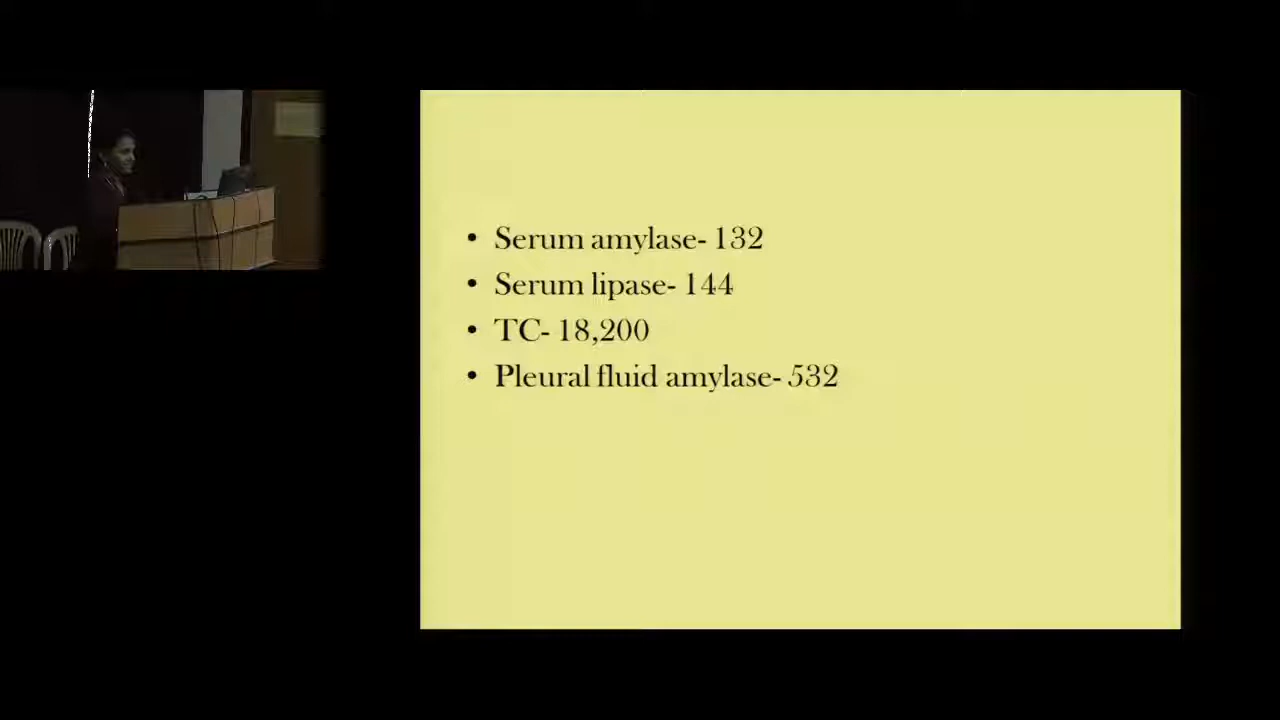 • Serum amylase- 132
• Serum lipase- 144
• TC- 18,200
• Pleural fluid amylase- 532